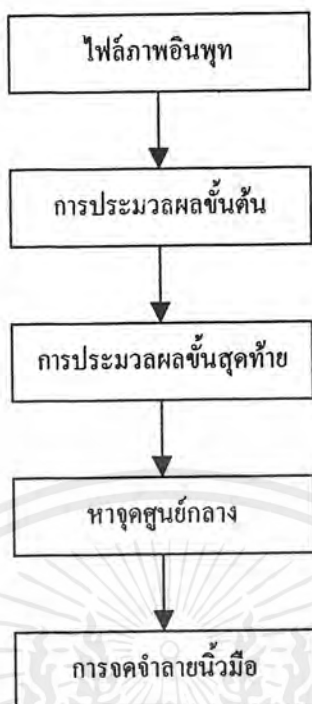 ไฟล์ภาพอินพุท
การประมวลผลขั้นต้น
การประมวลผลขั้นสุดท้าย
หาจุดศูนย์กลาง
การจดจำลายนิ้วมือ